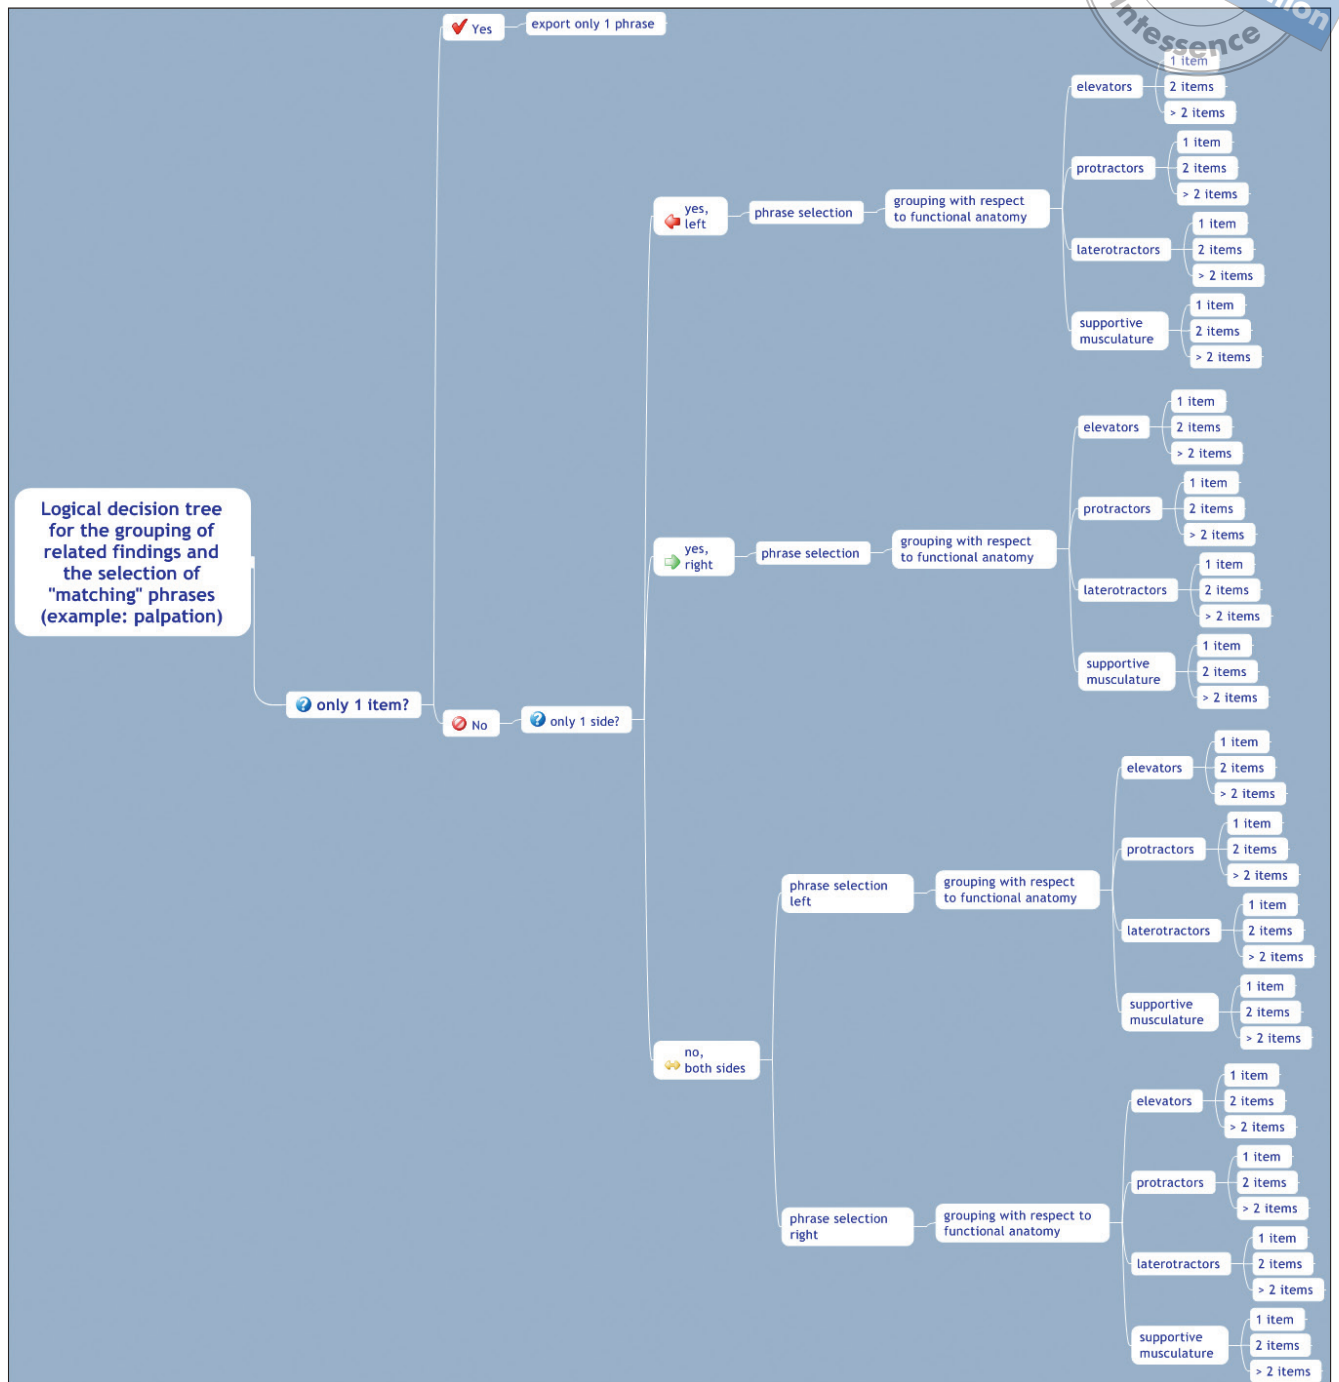 ntessence
ion
Yes
export only 1 phrase
elevators
1 item
2 items
> 2 items
protractors
1 item
2 items
> 2 items
yes,
left
phrase selection
grouping with respect
to functional anatomy
laterotractors
1 item
2 items
> 2 items
supportive
musculature
1 item
2 items
> 2 items
elevators
1 item
2 items
> 2 items
protractors
1 item
2 items
> 2 items
yes,
right
phrase selection
grouping with respect
to functional anatomy
laterotractors
1 item
2 items
> 2 items
supportive
musculature
1 item
2 items
> 2 items
Logical decision tree
for the grouping of
related findings and
the selection of
"matching" phrases
(example: palpation)
only 1 item?
No
only 1 side?
elevators
1 item
2 items
> 2 items
protractors
1 item
2 items
> 2 items
phrase selection
left
grouping with respect
to functional anatomy
laterotractors
1 item
2 items
> 2 items
supportive
musculature
1 item
2 items
> 2 items
no,
both sides
elevators
1 item
2 items
> 2 items
protractors
1 item
2 items
> 2 items
phrase selection
right
grouping with respect to
functional anatomy
laterotractors
1 item
2 items
> 2 items
supportive
musculature
1 item
2 items
> 2 items